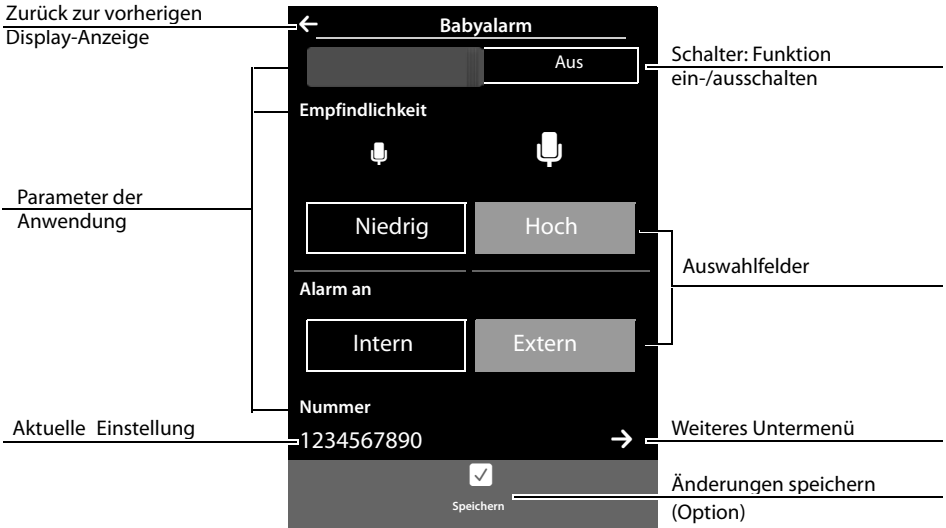 Zurück zur vorherigen
Display-Anzeige
Babyalarm
Aus
Schalter: Funktion
ein-/ausschalten
Empfindlichkeit
Parameter der
Anwendung
Niedrig
Hoch
Auswahlfelder
Alarm an
Intern
Extern
Nummer
Aktuelle Einstellung
1234567890
Weiteres Untermenü
Speichern
Änderungen speichern
(Option)